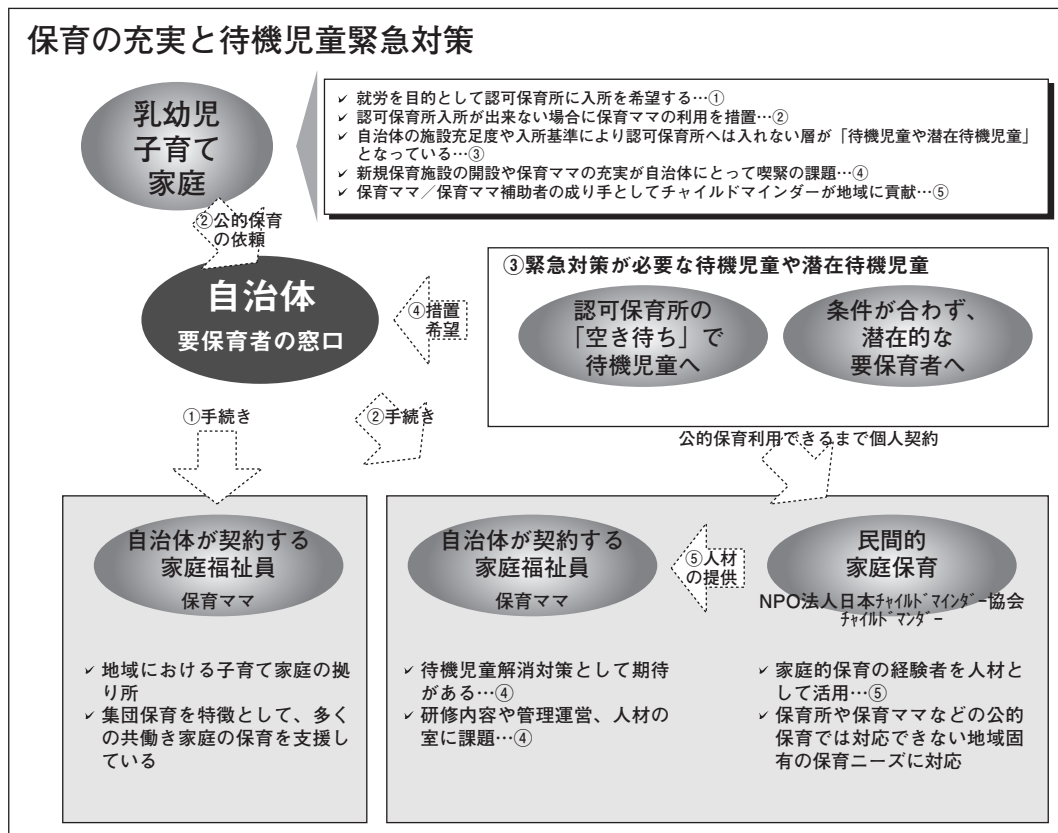 保育の充実と待機児童緊急対策
乳幼児
子育て
家庭
✓ 就労を目的として認可保育所に入所を希望する…①
✓ 認可保育所入所が出来ない場合に保育ママの利用を措置…②
✓ 自治体の施設充足度や入所基準により認可保育所へは入れない層が「待機児童や潜在待機児童」
となっている…③
✓ 新規保育施設の開設や保育ママの充実が自治体にとって喫緊の課題…④
✓ 保育ママ／保育ママ補助者の成り手としてチャイルドマインダーが地域に貢献…⑤
②公的保育
の依頼
自治体
要保育者の窓口
④措置
希望
③緊急対策が必要な待機児童や潜在待機児童
認可保育所の
「空き待ち」で
待機児童へ
条件が合わず、
潜在的な
要保育者へ
①手続き
②手続き
公的保育利用できるまで個人契約
自治体が契約する
家庭福祉員
保育ママ
✓ 地域における子育て家庭の拠
り所
✓ 集団保育を特徴として、多く
の共働き家庭の保育を支援し
ている
自治体が契約する
家庭福祉員
保育ママ
⑤人材
の提供
民間的
家庭保育
NPO法人日本ﾁｬｲﾙﾄﾞﾏｲﾝﾀﾞｰ協会
ﾁｬｲﾙﾄﾞﾏﾝﾀﾞｰ
✓ 待機児童解消対策として期待
がある…④
✓ 研修内容や管理運営、人材の
室に課題…④
✓ 家庭的保育の経験者を人材と
して活用…⑤
✓ 保育所や保育ママなどの公的
保育では対応できない地域固
有の保育ニーズに対応